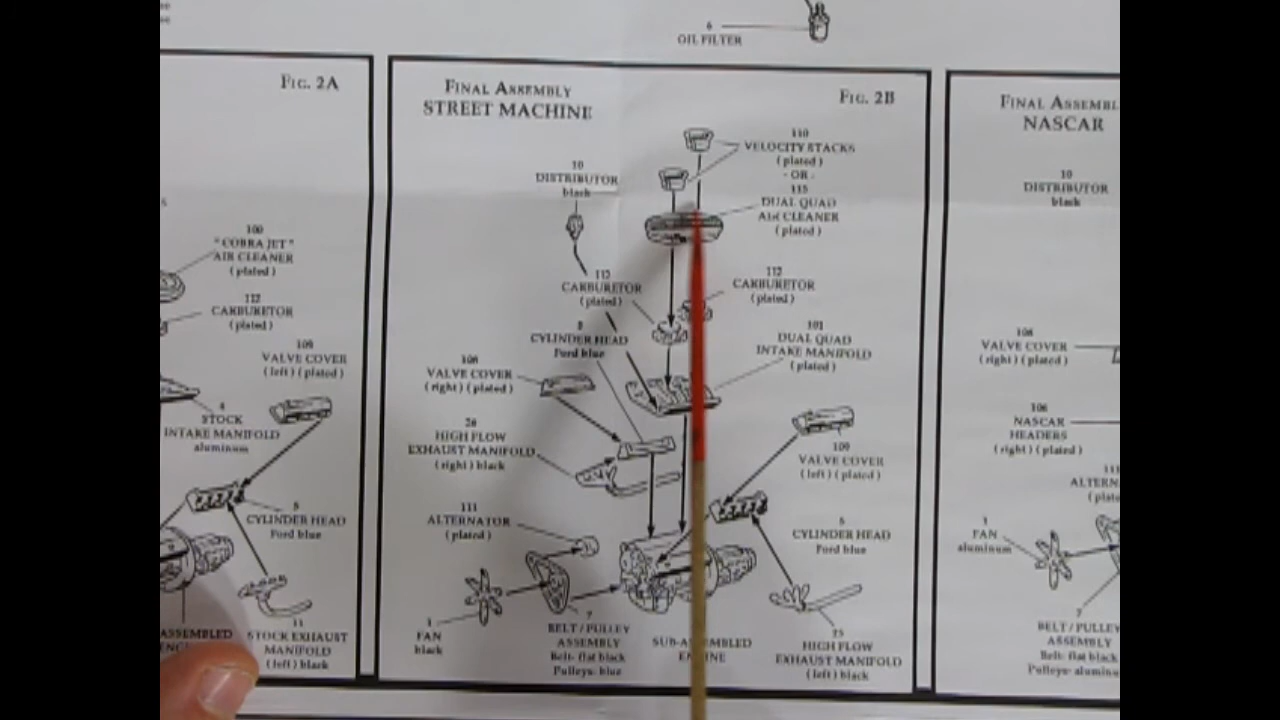 6
OIL FILTER
FIG. 2A
100
"COBRA JET"
AIR CLEANER
(plated)
112
CARBURETOR
(plated)
109
VALVE COVER
(left) (plated)
4
STOCK
INTAKE MANIFOLD
aluminum
5
CYLINDER HEAD
Ford blue
11
STOCK EXHAUST
MANIFOLD
(left) black
ASSEMBLED
FINAL ASSEMBLY
STREET MACHINE
FIG. 2B
110
VELOCITY STACKS
(plated)
- OR -
115
DUAL QUAD
AIR CLEANER
(plated)
10
DISTRIBUTOR
black
112
CARBURETOR
(plated)
112
CARBURETOR
(plated)
8
CYLINDER HEAD
Ford blue
101
DUAL QUAD
INTAKE MANIFOLD
(plated)
108
VALVE COVER
(right) (plated)
26
HIGH FLOW
EXHAUST MANIFOLD
(right) black
109
VALVE COVER
(left) (plated)
111
ALTERNATOR
(plated)
5
CYLINDER HEAD
Ford blue
1
FAN
black
7
BELT / PULLEY
ASSEMBLY
Belt- flat black
Pulleys- blue
25
HIGH FLOW
EXHAUST MANIFOLD
(left) black
FINAL
NASCAR
10
DISTRIBUTOR
black
108
VALVE COVER
(right) (plated)
106
NASCAR
HEADERS
(right) (plated)
1
FAN
aluminum
7
BELT / PULLEY
ASSEMBLY
Belt- flat black
Pulleys-